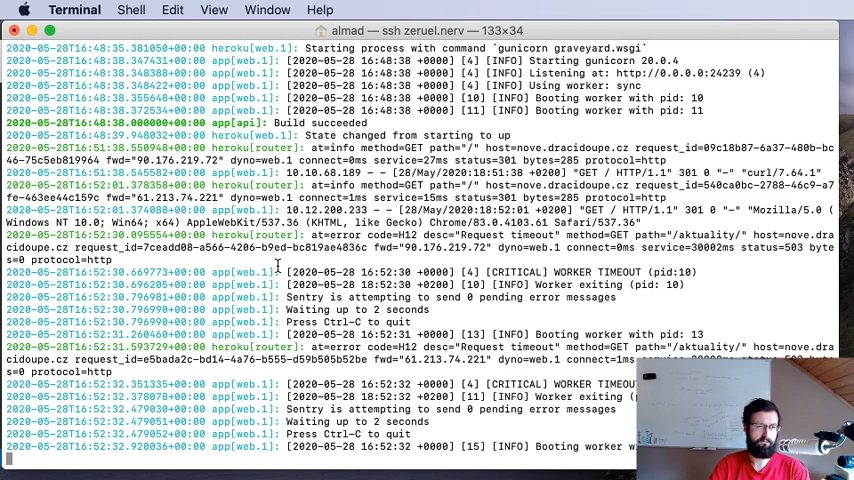 Terminal Shell Edit View Window Help
almad — ssh zeruel.nerv — 133×34
2020-05-28T16:48:35.381050+00:00 heroku[web.1]: Starting process with command `gunicorn graveyard.wsgi`
2020-05-28T16:48:38.347431+00:00 app[web.1]: [2020-05-28 16:48:38 +0000] [4] [INFO] Starting gunicorn 20.0.4
2020-05-28T16:48:38.348388+00:00 app[web.1]: [2020-05-28 16:48:38 +0000] [4] [INFO] Listening at: http://0.0.0.0:24239 (4)
2020-05-28T16:48:38.348422+00:00 app[web.1]: [2020-05-28 16:48:38 +0000] [4] [INFO] Using worker: sync
2020-05-28T16:48:38.355648+00:00 app[web.1]: [2020-05-28 16:48:38 +0000] [10] [INFO] Booting worker with pid: 10
2020-05-28T16:48:38.372534+00:00 app[web.1]: [2020-05-28 16:48:38 +0000] [11] [INFO] Booting worker with pid: 11
2020-05-28T16:48:38.000000+00:00 app[api]: Build succeeded
2020-05-28T16:48:39.948032+00:00 heroku[web.1]: State changed from starting to up
2020-05-28T16:51:38.550948+00:00 heroku[router]: at=info method=GET path="/" host=nove.dracidoupe.cz request_id=09c18b87-6a37-480b-bc
46-75c5eb819964 fwd="90.176.219.72" dyno=web.1 connect=0ms service=27ms status=301 bytes=285 protocol=http
2020-05-28T16:51:38.545582+00:00 app[web.1]: 10.10.68.189 - - [28/May/2020:18:51:38 +0200] "GET / HTTP/1.1" 301 0 "-" "curl/7.64.1"
2020-05-28T16:52:01.378358+00:00 heroku[router]: at=info method=GET path="/" host=nove.dracidoupe.cz request_id=540ca0bc-2788-46c9-a7
fe-463ee44c159c fwd="61.213.74.221" dyno=web.1 connect=1ms service=15ms status=301 bytes=285 protocol=http
2020-05-28T16:52:01.374088+00:00 app[web.1]: 10.12.200.233 - - [28/May/2020:18:52:01 +0200] "GET / HTTP/1.1" 301 0 "-" "Mozilla/5.0 (
Windows NT 10.0; Win64; x64) AppleWebKit/537.36 (KHTML, like Gecko) Chrome/83.0.4103.61 Safari/537.36"
2020-05-28T16:52:30.095554+00:00 heroku[router]: at=error code=H12 desc="Request timeout" method=GET path="/aktuality/" host=nove.dra
cidoupe.cz request_id=7ceadd08-a566-4206-b9ed-bc819ae4836c fwd="90.176.219.72" dyno=web.1 connect=0ms service=30002ms status=503 byte
s=0 protocol=http
2020-05-28T16:52:30.669773+00:00 app[web.1]: [2020-05-28 16:52:30 +0000] [4] [CRITICAL] WORKER TIMEOUT (pid:10)
2020-05-28T16:52:30.696205+00:00 app[web.1]: [2020-05-28 18:52:30 +0200] [10] [INFO] Worker exiting (pid: 10)
2020-05-28T16:52:30.796981+00:00 app[web.1]: Sentry is attempting to send 0 pending error messages
2020-05-28T16:52:30.796990+00:00 app[web.1]: Waiting up to 2 seconds
2020-05-28T16:52:30.796990+00:00 app[web.1]: Press Ctrl-C to quit
2020-05-28T16:52:31.260460+00:00 app[web.1]: [2020-05-28 16:52:31 +0000] [13] [INFO] Booting worker with pid: 13
2020-05-28T16:52:31.593729+00:00 heroku[router]: at=error code=H12 desc="Request timeout" method=GET path="/aktuality/" host=nove.dra
cidoupe.cz request_id=e5bada2c-bd14-4a76-b555-d59b505b52be fwd="61.213.74.221" dyno=web.1 connect=1ms
s=0 protocol=http
2020-05-28T16:52:32.351335+00:00 app[web.1]: [2020-05-28 16:52:32 +0000] [4] [CRITICAL] WORKER TIMEOUT
2020-05-28T16:52:32.378078+00:00 app[web.1]: [2020-05-28 18:52:32 +0200] [11] [INFO] Worker exiting
2020-05-28T16:52:32.479030+00:00 app[web.1]: Sentry is attempting to send 0 pending error messages
2020-05-28T16:52:32.479051+00:00 app[web.1]: Waiting up to 2 seconds
2020-05-28T16:52:32.479052+00:00 app[web.1]: Press Ctrl-C to quit
2020-05-28T16:52:32.920036+00:00 app[web.1]: [2020-05-28 16:52:32 +0000] [15] [INFO] Booting worker